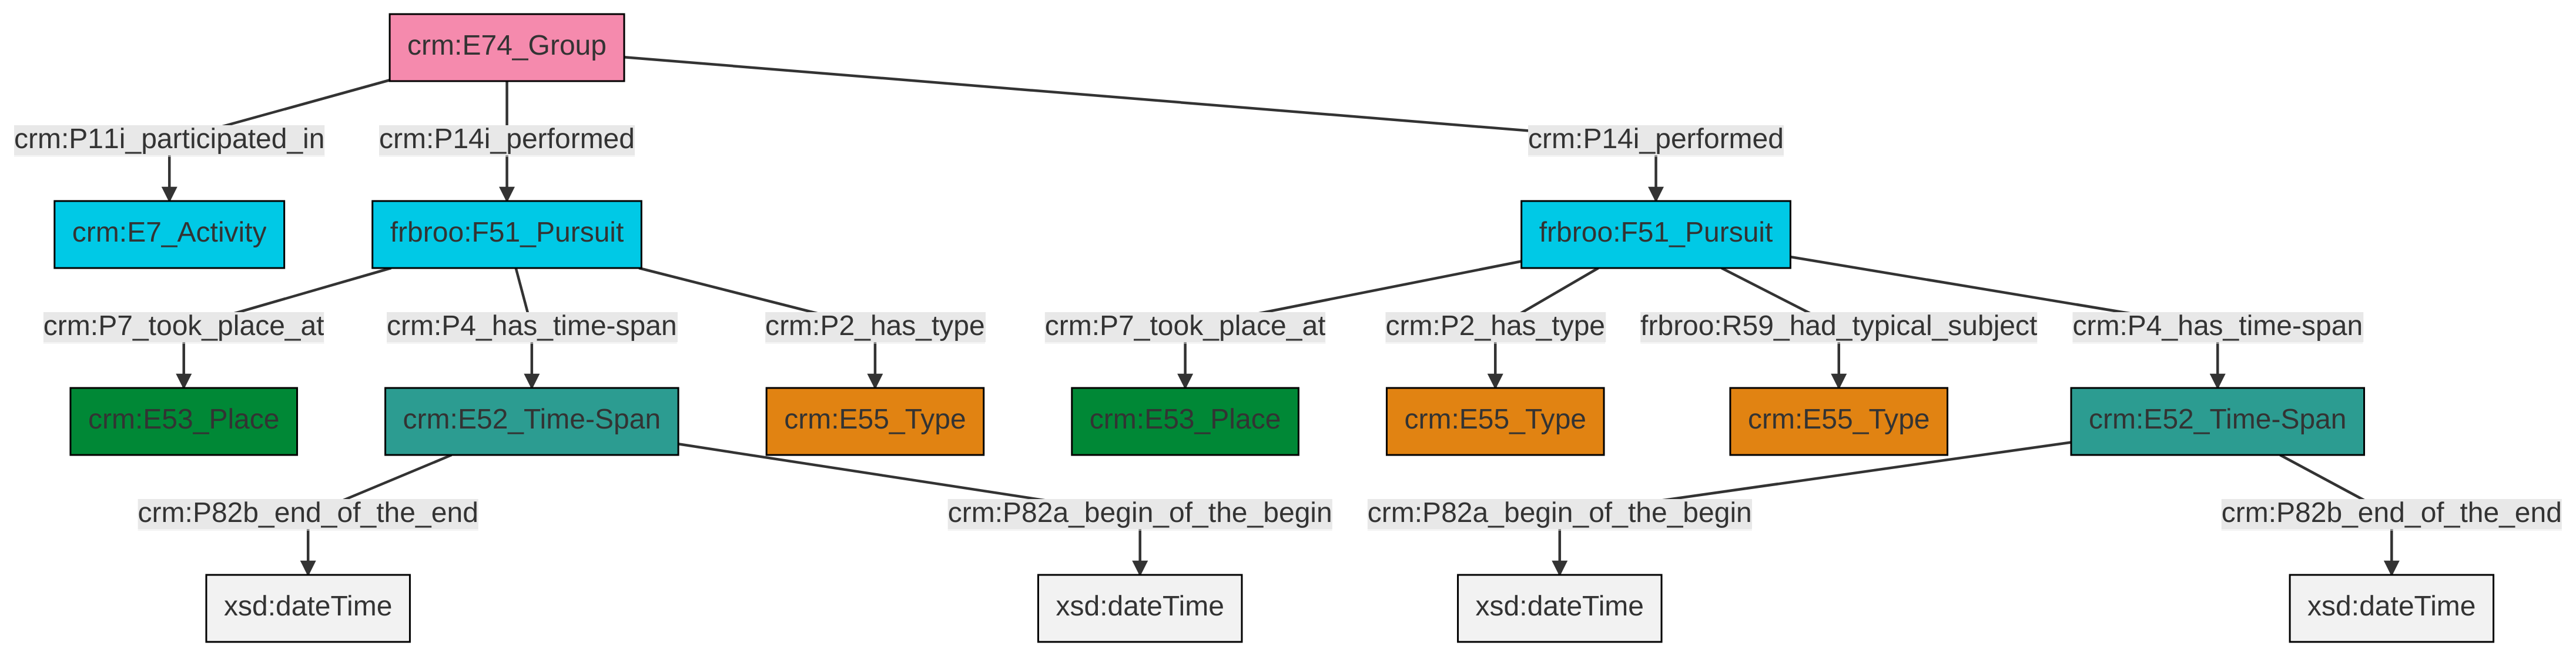 crm:E74_Group
crm:P11i_participated_in
crm:P14i_performed
crm:P14i_performed
crm:E7_Activity
frbroo:F51_Pursuit
frbroo:F51_Pursuit
crm:P7_took_place_at
crm:P4_has_time-span
crm:P2_has_type
crm:P7_took_place_at
crm:P2_has_type
frbroo:R59_had_typical_subject
crm:P4_has_time-span
crm:E53_Place
crm:E52_Time-Span
crm:E55_Type
crm:E53_Place
crm:E55_Type
crm:E55_Type
crm:E52_Time-Span
crm:P82b_end_of_the_end
crm:P82a_begin_of_the_begin
crm:P82a_begin_of_the_begin
crm:P82b_end_of_the_end
xsd:dateTime
xsd:dateTime
xsd:dateTime
xsd:dateTime